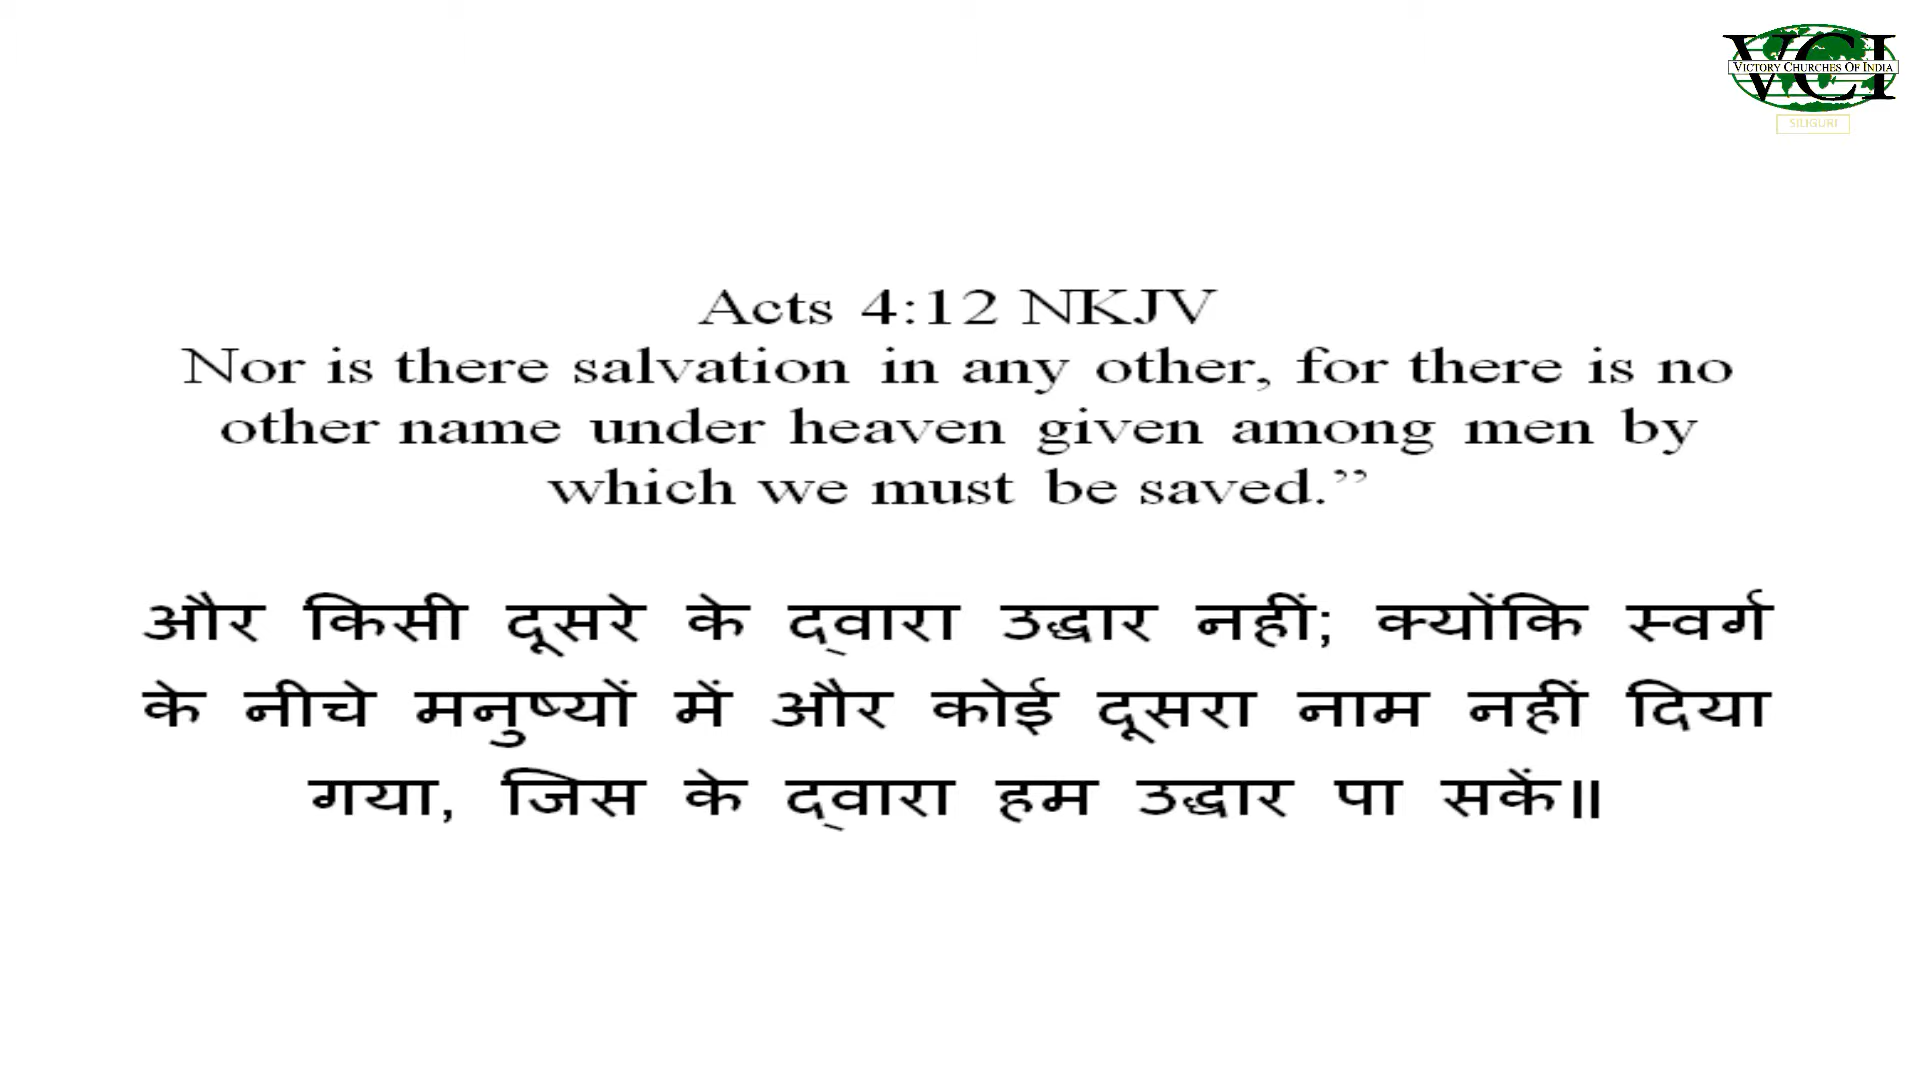 VCI
VICTORY CHURCHES OF INDIA
SILIGURI
Acts 4:12 NKJV
Nor is there salvation in any other, for there is no
other name under heaven given among men by
which we must be saved.”
और किसी दूसरे के द्वारा उद्धार नहीं; क्योंकि स्वर्ग
के नीचे मनुष्यों में और कोई दूसरा नाम नहीं दिया
गया, जिस के द्वारा हम उद्धार पा सकें॥